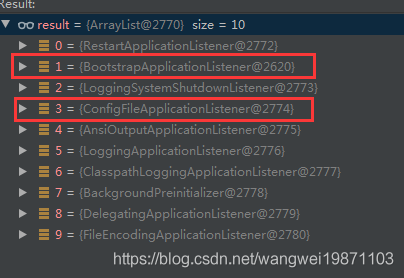 Result:
result = {ArrayList@2770} size = 10
0 = {RestartApplicationListener@2772}
1 = {BootstrapApplicationListener@2620}
2 = {LoggingSystemShutdownListener@2773}
3 = {ConfigFileApplicationListener@2774}
4 = {AnsiOutputApplicationListener@2775}
5 = {LoggingApplicationListener@2776}
6 = {ClasspathLoggingApplicationListener@2777}
7 = {BackgroundPreinitializer@2778}
8 = {DelegatingApplicationListener@2779}
9 = {FileEncodingApplicationListener@2780}
https://blog.csdn.net/wangwei19871103